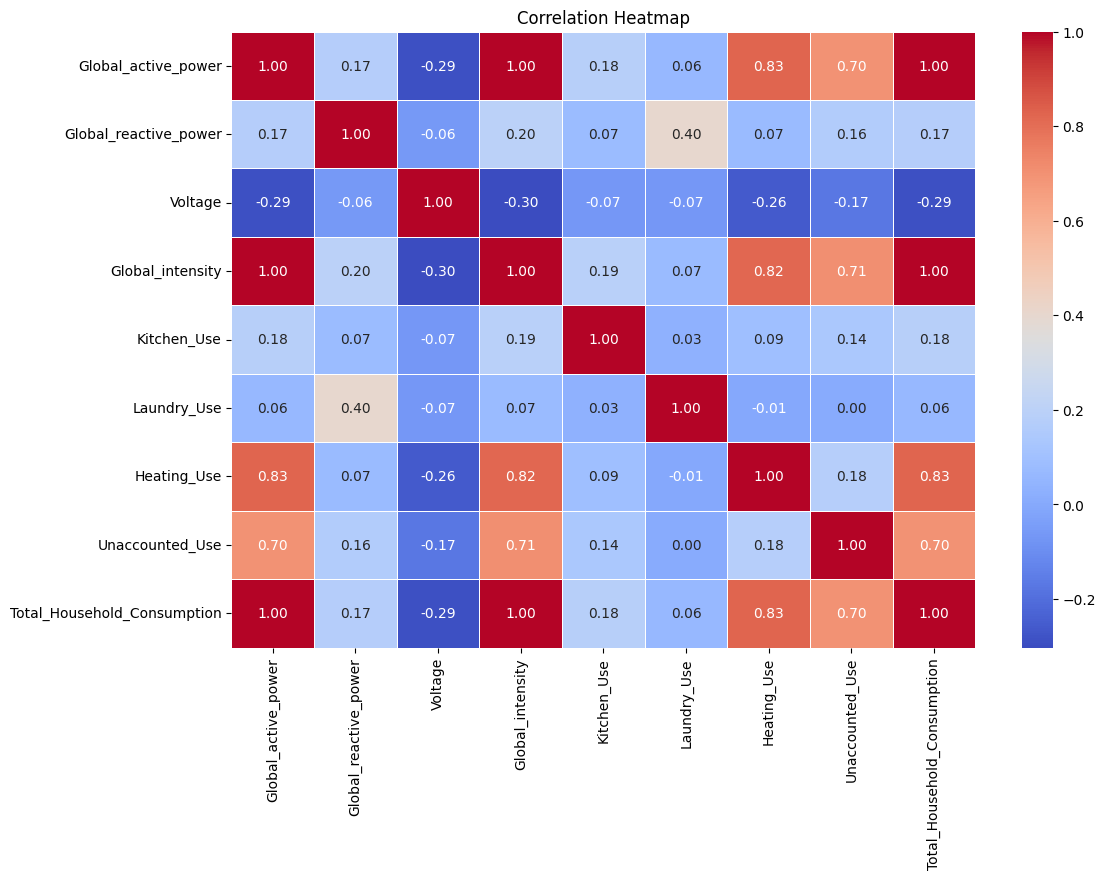 Correlation Heatmap
Global_active_power 1.00 0.17 -0.29 1.00 0.18 0.06 0.83 0.70 1.00
Global_reactive_power 0.17 1.00 -0.06 0.20 0.07 0.40 0.07 0.16 0.17
Voltage -0.29 -0.06 1.00 -0.30 -0.07 -0.07 -0.26 -0.17 -0.29
Global_intensity 1.00 0.20 -0.30 1.00 0.19 0.07 0.82 0.71 1.00
Kitchen_Use 0.18 0.07 -0.07 0.19 1.00 0.03 0.09 0.14 0.18
Laundry_Use 0.06 0.40 -0.07 0.07 0.03 1.00 -0.01 0.00 0.06
Heating_Use 0.83 0.07 -0.26 0.82 0.09 -0.01 1.00 0.18 0.83
Unaccounted_Use 0.70 0.16 -0.17 0.71 0.14 0.00 0.18 1.00 0.70
Total_Household_Consumption 1.00 0.17 -0.29 1.00 0.18 0.06 0.83 0.70 1.00
Global_active_power
Global_reactive_power
Voltage
Global_intensity
Kitchen_Use
Laundry_Use
Heating_Use
Unaccounted_Use
Total_Household_Consumption
1.0
0.8
0.6
0.4
0.2
0.0
−0.2